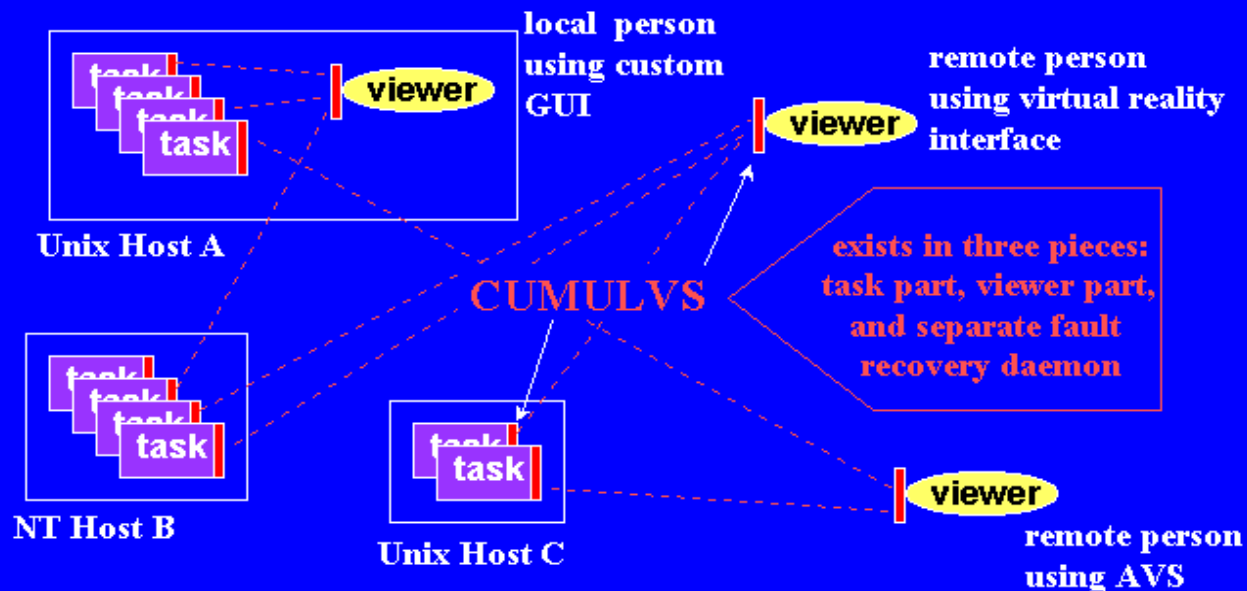 local person
using custom
GUI
task
task
task
task
viewer
Unix Host A
remote person
using virtual reality
interface
viewer
CUMULVS
exists in three pieces:
task part, viewer part,
and separate fault
recovery daemon
task
task
task
task
NT Host B
task
task
Unix Host C
viewer
remote person
using AVS